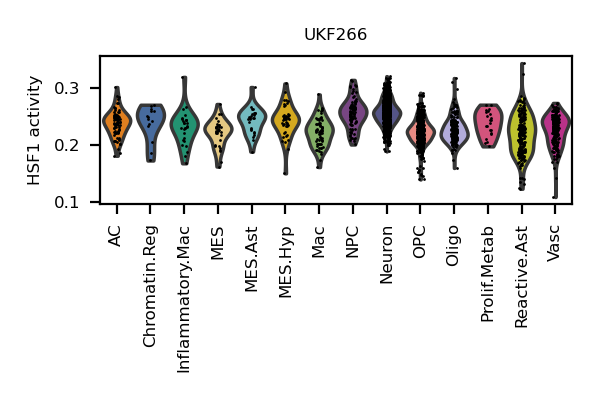 UKF266
HSF1 activity
0.3
0.2
0.1
AC
Chromatin.Reg
Inflammatory.Mac
MES
MES.Ast
MES.Hyp
Mac
NPC
Neuron
OPC
Oligo
Prolif.Metab
Reactive.Ast
Vasc